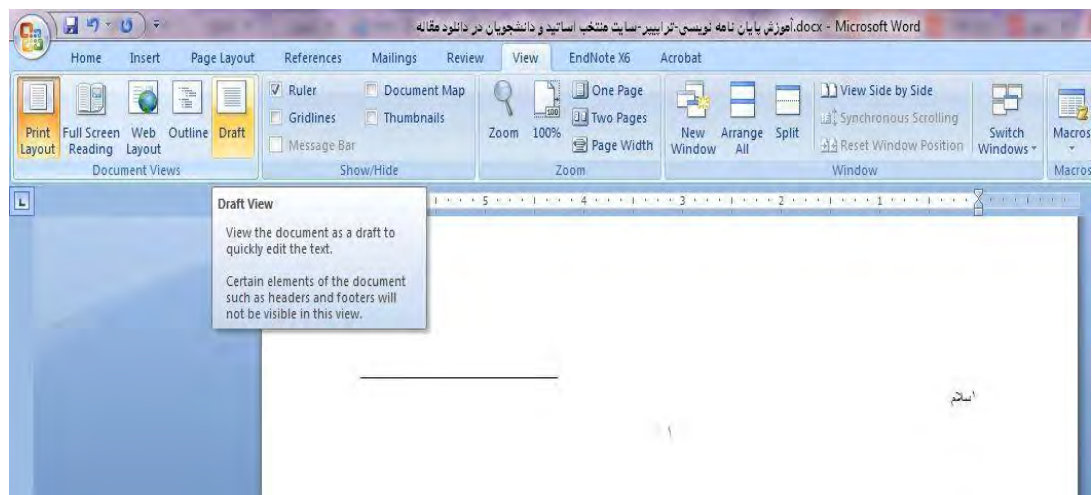 آموزش پایان نامه نویسی-ترابییر-سایت منتخب اساتید و دانشجویان در دانلود مقاله.docx - Microsoft Word
Home Insert Page Layout References Mailings Review View EndNote X6 Acrobat
Print Layout
Full Screen Reading
Web Layout
Outline
Draft
Document Views
Ruler
Gridlines
Message Bar
Document Map
Thumbnails
Show/Hide
Zoom
100%
One Page
Two Pages
Page Width
Zoom
New Window
Arrange All
Split
View Side by Side
Synchronous Scrolling
Reset Window Position
Switch Windows
Window
Macros
Macros
L
5 4 3 2 1
Draft View
View the document as a draft to
quickly edit the text.
Certain elements of the document
such as headers and footers will
not be visible in this view.
۱سلام
۱